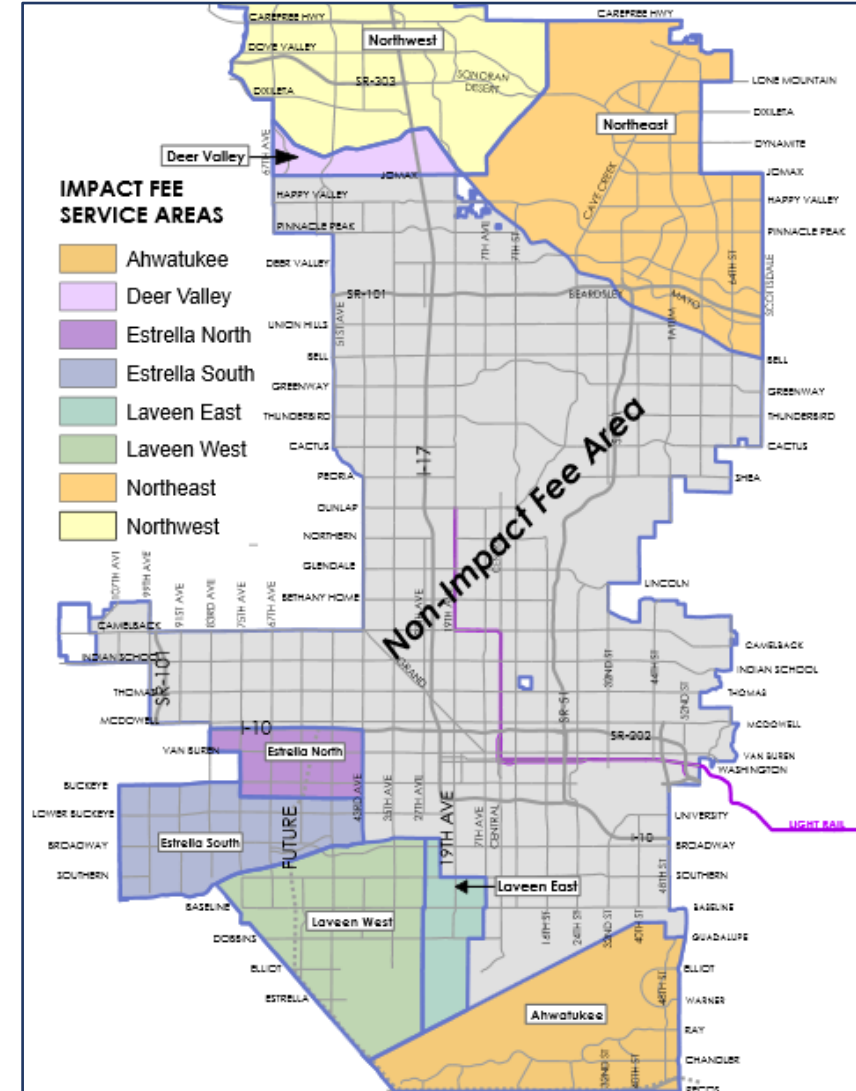 CAREFREE HWY
CAREFREE HWY
Northwest
DOVE VALLEY
SR-303
SONORAN
DESERT
LONE MOUNTAIN
DIXILETA
DIXILETA
Northeast
DYNAMITE
Deer Valley
67TH AVE
JOMAX
JOMAX
IMPACT FEE
SERVICE AREAS
HAPPY VALLEY
HAPPY VALLEY
CAVE CREEK
PINNACLE PEAK
PINNACLE PEAK
7TH AVE
7TH ST
64TH ST
SCOTTSDALE
Ahwatukee
Deer Valley
Estrella North
Estrella South
Laveen East
Laveen West
Northeast
Northwest
DEER VALLEY
SR-101
BEARDSLEY
MAYO
51ST AVE
UNION HILLS
TATUM
BELL
BELL
GREENWAY
GREENWAY
THUNDERBIRD
THUNDERBIRD
CACTUS
CACTUS
I-17
Non-Impact Fee Area
PEORIA
SHEA
DUNLAP
NORTHERN
GLENDALE
BETHANY HOME
LINCOLN
107TH AVE
99TH AVE
91ST AVE
83RD AVE
75TH AVE
67TH AVE
19TH AVE
CAMELBACK
CAMELBACK
INDIAN SCHOOL
INDIAN SCHOOL
GRAND
32ND ST
44TH ST
52ND ST
SR-101
SR-51
THOMAS
THOMAS
MCDOWELL
MCDOWELL
I-10
SR-202
VAN BUREN
VAN BUREN
Estrella North
WASHINGTON
BUCKEYE
43RD AVE
35TH AVE
27TH AVE
19TH AVE
7TH AVE
CENTRAL
LOWER BUCKEYE
UNIVERSITY
LIGHT RAIL
FUTURE
I-10
BROADWAY
BROADWAY
Estrella South
SOUTHERN
SOUTHERN
48TH ST
Laveen East
BASELINE
BASELINE
Laveen West
16TH ST
24TH ST
32ND ST
40TH ST
DOBBINS
GUADALUPE
ELLIOT
ELLIOT
48TH ST
ESTRELLA
WARNER
Ahwatukee
RAY
32ND ST
CHANDLER
PECOS